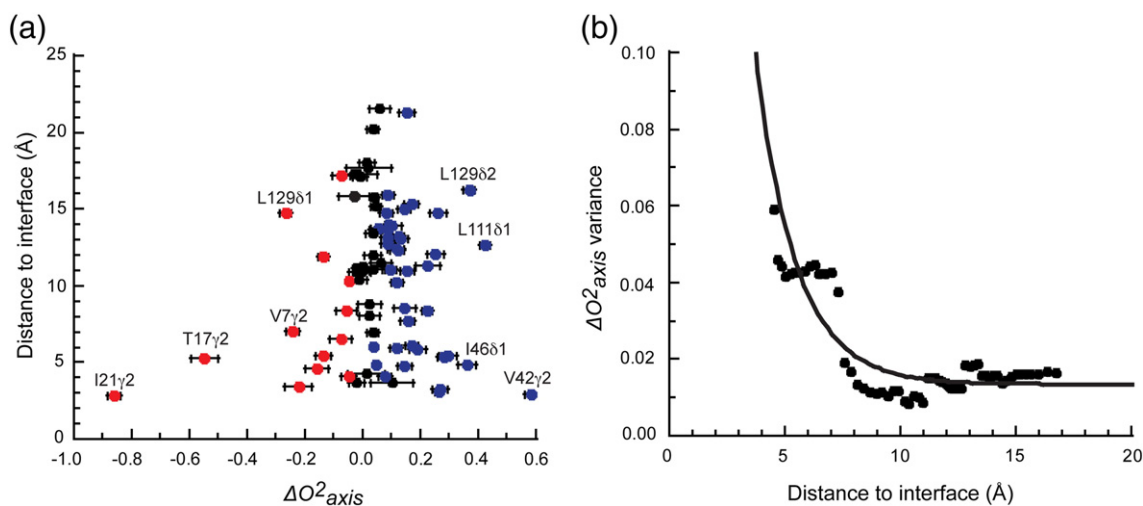 (a)
25
20
15
10
5
0
Distance to interface (Å)
-1.0 -0.8 -0.6 -0.4 -0.2 0.0 0.2 0.4 0.6
ΔO²axis
L129δ2
L129δ1
L111δ1
V7γ2
T17γ2
I46δ1
I21γ2
V42γ2
(b)
0.10
0.08
0.06
0.04
0.02
0.00
ΔO²axis variance
0 5 10 15 20
Distance to interface (Å)